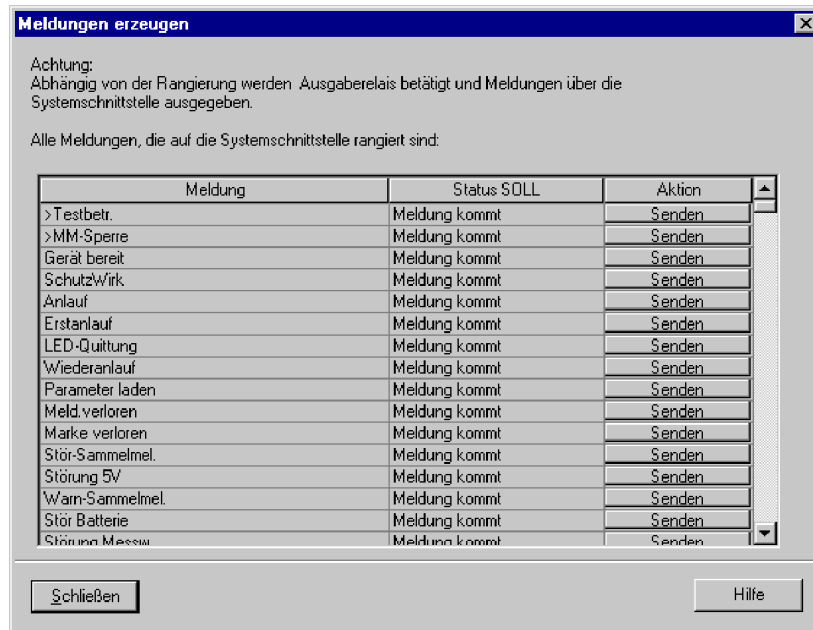 Meldungen erzeugen
Achtung:
Abhängig von der Rangierung werden Ausgaberelais betätigt und Meldungen über die
Systemschnittstelle ausgegeben.
Alle Meldungen, die auf die Systemschnittstelle rangiert sind:
Meldung Status SOLL Aktion
>Testbetr. Meldung kommt Senden
>MM-Sperre Meldung kommt Senden
Gerät bereit Meldung kommt Senden
SchutzWirk Meldung kommt Senden
Anlauf Meldung kommt Senden
Erstanlauf Meldung kommt Senden
LED-Quittung Meldung kommt Senden
Wiederanlauf Meldung kommt Senden
Parameter laden Meldung kommt Senden
Meld.verloren Meldung kommt Senden
Marke verloren Meldung kommt Senden
Stör-Sammelmel. Meldung kommt Senden
Störung 5V Meldung kommt Senden
Warn-Sammelmel. Meldung kommt Senden
Stör Batterie Meldung kommt Senden
Störung Messw. Meldung kommt Senden
Schließen Hilfe